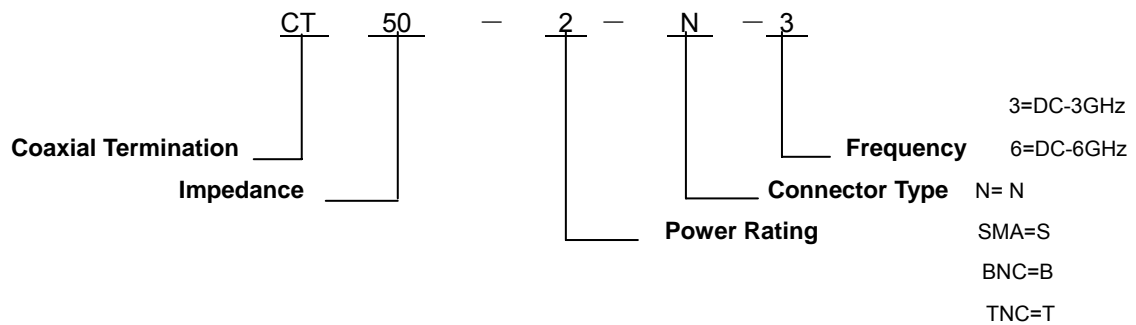 CT 50 — 2 — N — 3
3=DC-3GHz
Coaxial Termination
Frequency 6=DC-6GHz
Impedance
Connector Type N= N
Power Rating
SMA=S
BNC=B
TNC=T